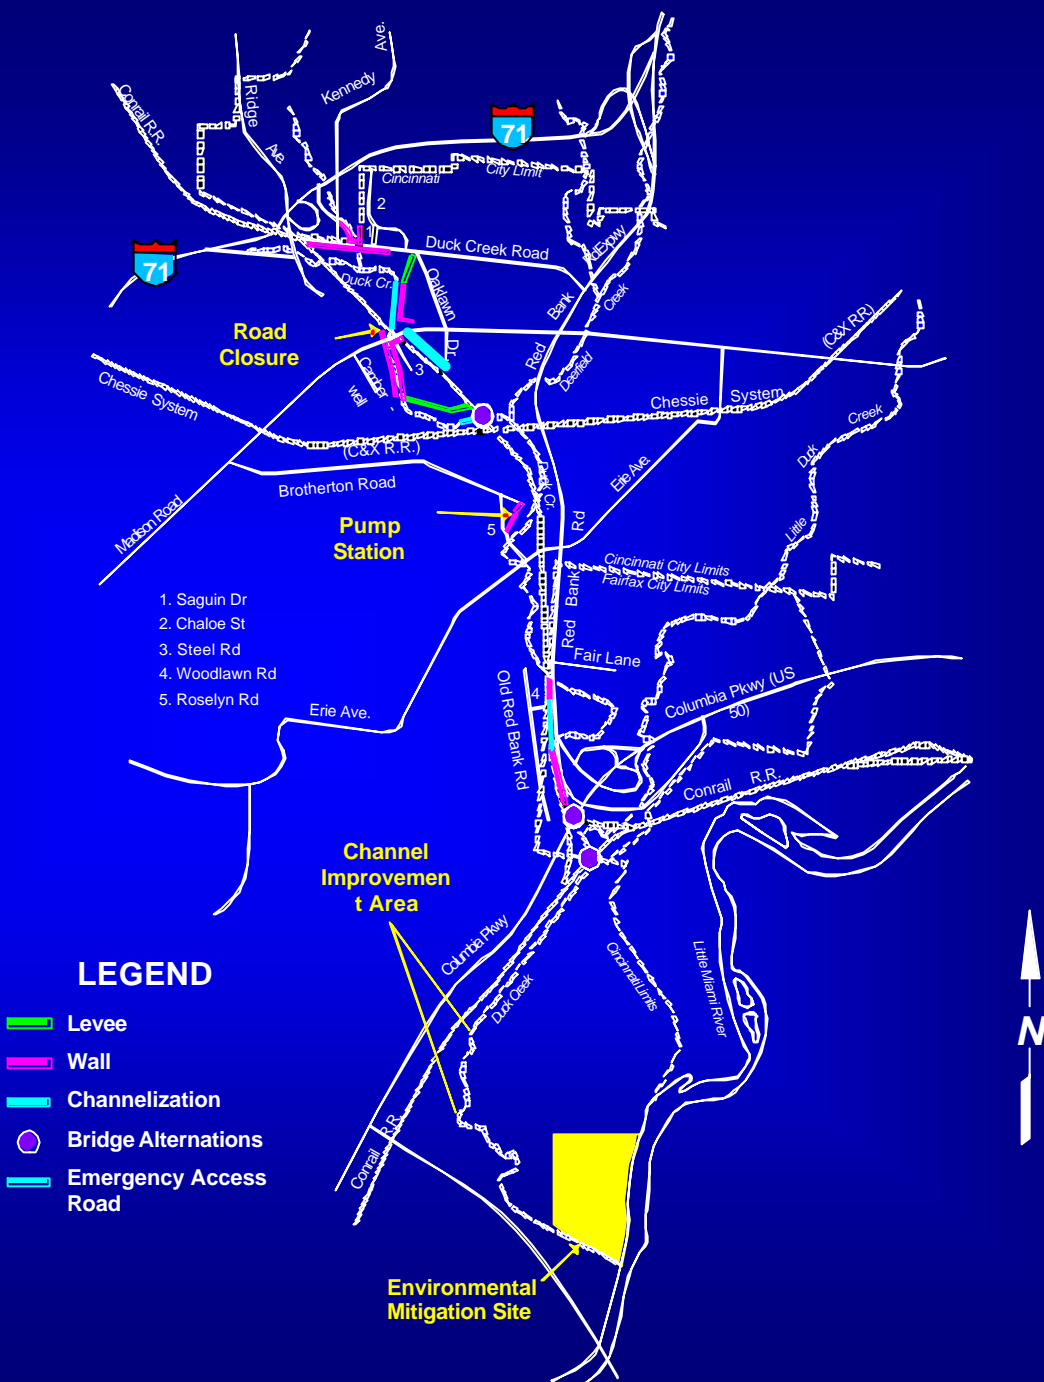 Conrail RR.
Ridge
Ave
Kennedy
Ave.
71
Cincinnati
City Limit
2
1
Duck Creek Road
Rd Expwy
71
Duck Cr.
Oaklawn
Dr.
Bank
Red
Creek
Deerfield
Road
Closure
3
Camber
well
(C&X RR)
Chessie System
Chessie
System
(C&X R.R.)
Creek
Duck
Little
Brotherton Road
Duck Cr.
Erie Ave.
Madison Road
Pump
Station
5
Rd
Bank
Red
Cincinnati City Limits
Fairfax City Limits
1. Saguin Dr
2. Chaloe St
3. Steel Rd
4. Woodlawn Rd
5. Roselyn Rd
Fair Lane
Old Red Bank Rd
4
Columbia Pkwy (US
50)
Erie Ave.
Conrail
R.R.
Channel
Improvemen
t Area
Columbia Pkwy
Duck Creek
Cincinnati Limits
Little Miami River
LEGEND
Levee
Wall
Channelization
Bridge Alternations
Emergency Access
Road
N
Conrail
R.R.
Environmental
Mitigation Site